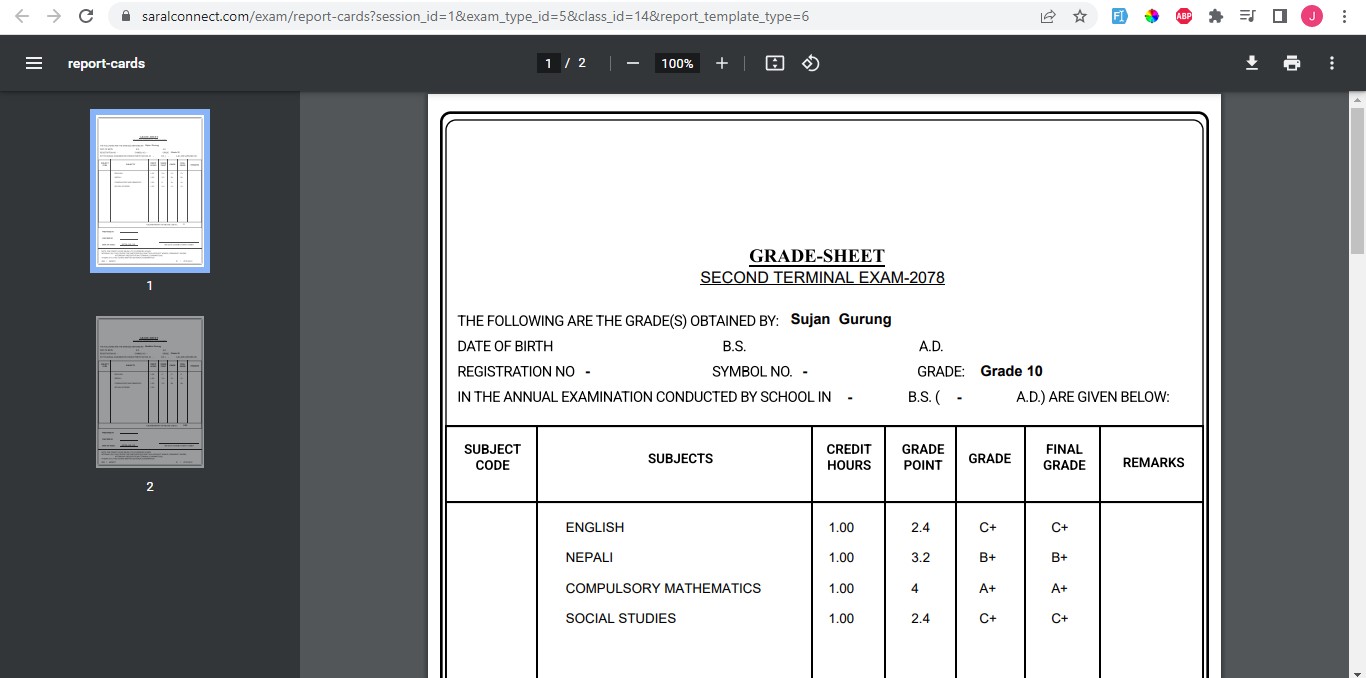 saralconnect.com/exam/report-cards?session_id=1&exam_type_id=5&class_id=14&report_template_type=6
ABP
J
report-cards
1 / 2
100%
1
2
GRADE-SHEET
SECOND TERMINAL EXAM-2078
THE FOLLOWING ARE THE GRADE(S) OBTAINED BY: Sujan Gurung
DATE OF BIRTH B.S. A.D.
REGISTRATION NO - SYMBOL NO. - GRADE: Grade 10
IN THE ANNUAL EXAMINATION CONDUCTED BY SCHOOL IN - B.S. ( - A.D.) ARE GIVEN BELOW:
SUBJECT CODE SUBJECTS CREDIT HOURS GRADE POINT GRADE FINAL GRADE REMARKS
ENGLISH 1.00 2.4 C+ C+
NEPALI 1.00 3.2 B+ B+
COMPULSORY MATHEMATICS 1.00 4 A+ A+
SOCIAL STUDIES 1.00 2.4 C+ C+